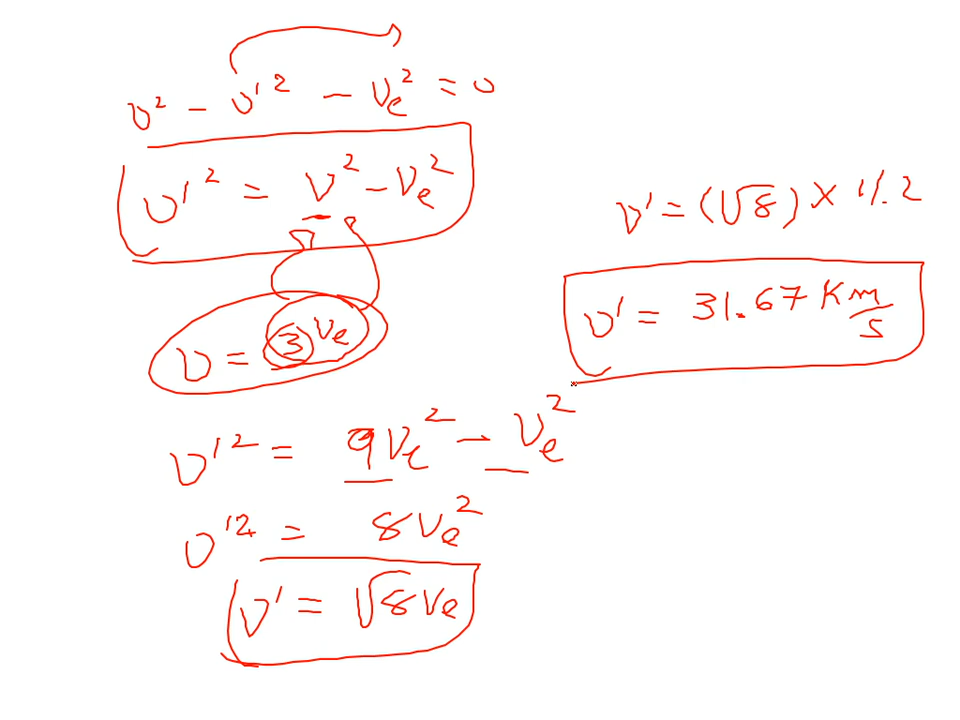 υ² − υ'² − Ve² = 0
υ'² = V² − Ve²
υ = 3Ve
υ'² = 9Ve² − Ve²
υ'² = 8Ve²
υ' = √8 Ve
υ' = (√8) × 11.2
υ' = 31.67 Km/s